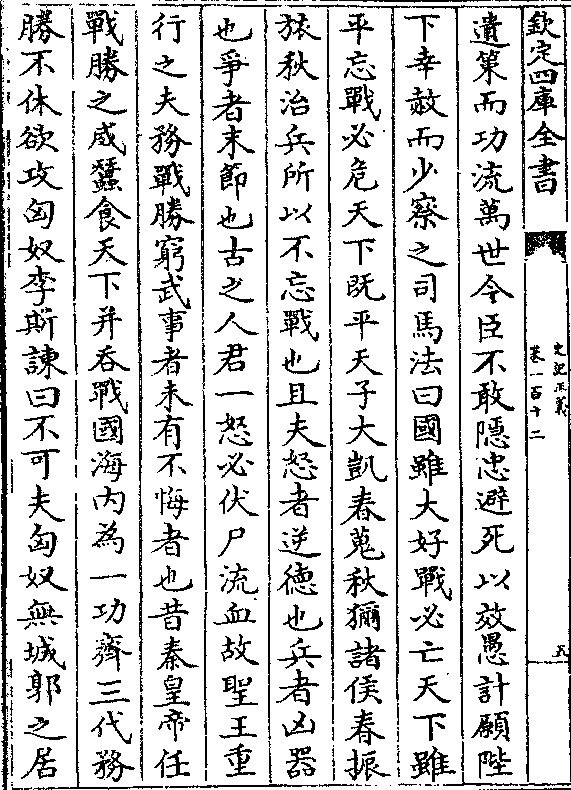 欽定四庫全書
史記正義
卷一百十二
五
遺策而功流萬世今臣不敢隱忠避死以效愚計願陛
下幸赦而少察之司馬法曰國雖大好戰必亡天下雖
平忘戰必危天下既平天子大凱春蒐秋獮諸侯春振
旅秋治兵所以不忘戰也且夫怒者逆德也兵者凶器
也爭者末節也古之人君一怒必伏尸流血故聖王重
行之夫務戰勝窮武事者未有不悔者也昔秦皇帝任
戰勝之威蠶食天下并吞戰國海内為一功齊三代務
勝不休欲攻匈奴李斯諫曰不可夫匈奴無城郭之居